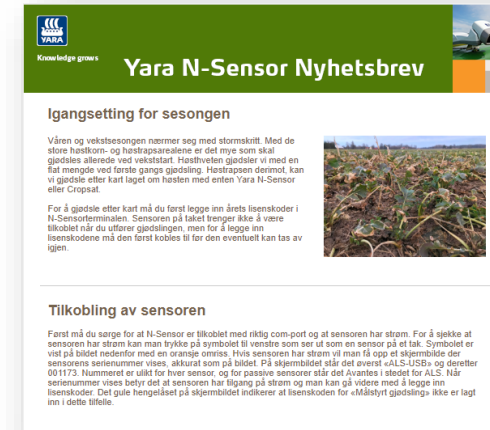 YARA
Knowledge grows
Yara N-Sensor Nyhetsbrev
Igangsetting for sesongen
Våren og vekstsesongen nærmer seg med stormskritt. Med de
store høstkorn- og høstrapsarealene er det mye som skal
gjødsles allerede ved vekststart. Høsthveten gjødsler vi med en
flat mengde ved første gangs gjødsling. Høstrapsen derimot, kan
vi gjødsle etter kart laget om høsten med enten Yara N-Sensor
eller Cropsat.
For å gjødsle etter kart må du først legge inn årets lisenskoder i
N-Sensorterminalen. Sensoren på taket trenger ikke å være
tilkoblet når du utfører gjødslingen, men for å legge inn
lisenskodene må den først kobles til før den eventuelt kan tas av
igjen.
Tilkobling av sensoren
Først må du sørge for at N-Sensor er tilkoblet med riktig com-port og at sensoren har strøm. For å sjekke at
sensoren har strøm kan man trykke på symbolet til venstre som ser ut som en sensor på et tak. Symbolet er
vist på bildet nedenfor med en oransje omriss. Hvis sensoren har strøm vil man få opp et skjermbilde der
sensorens serienummer vises, akkurat som på bildet. På skjermbildet står det øverst «ALS-USB» og deretter
001173. Nummeret er ulikt for hver sensor, og for passive sensorer står det Avantes i stedet for ALS. Når
serienummer vises betyr det at sensoren har tilgang på strøm og man kan gå videre med å legge inn
lisenskoder. Det gule hengelåset på skjermbildet indikerer at lisenskoden for «Målstyrt gjødsling» ikke er lagt
inn i dette tilfelle.